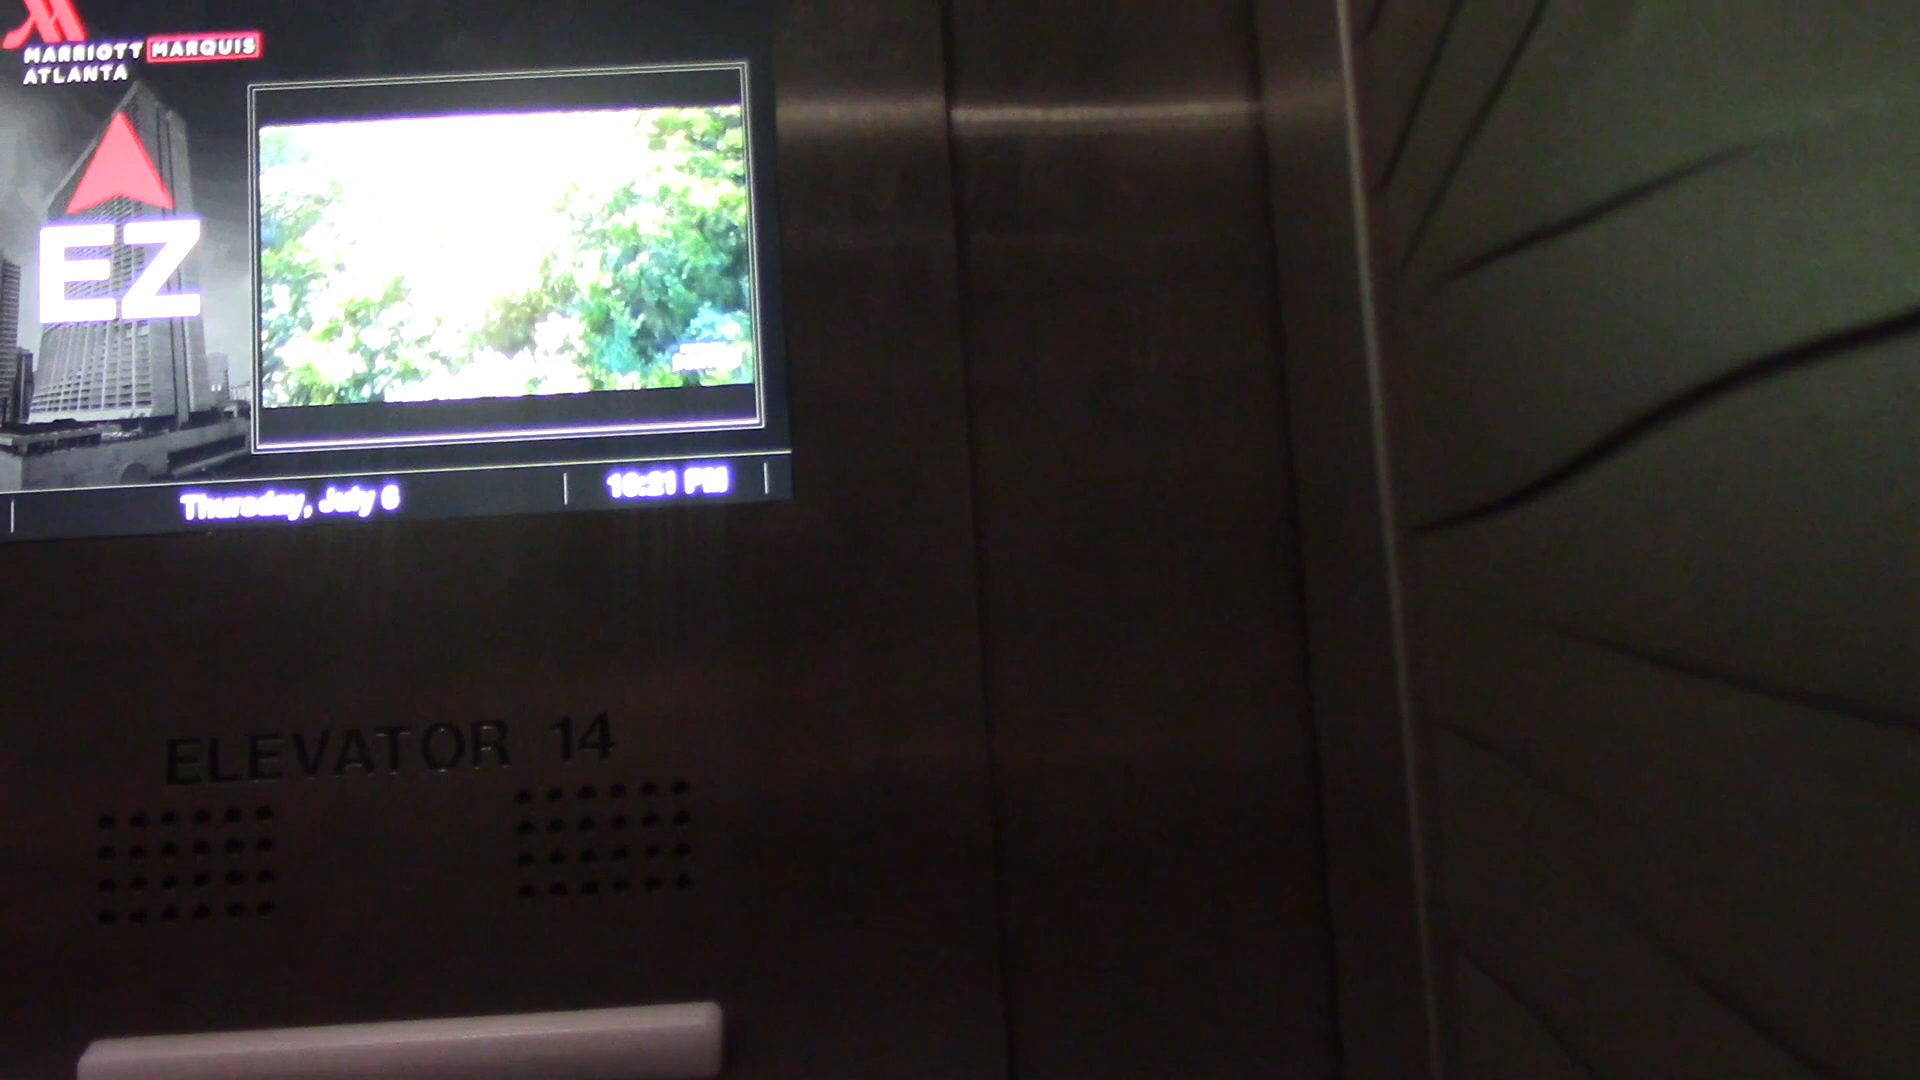 MARRIOTT MARQUIS
ATLANTA
EZ
Thursday, July 6
10:21 PM
ELEVATOR 14